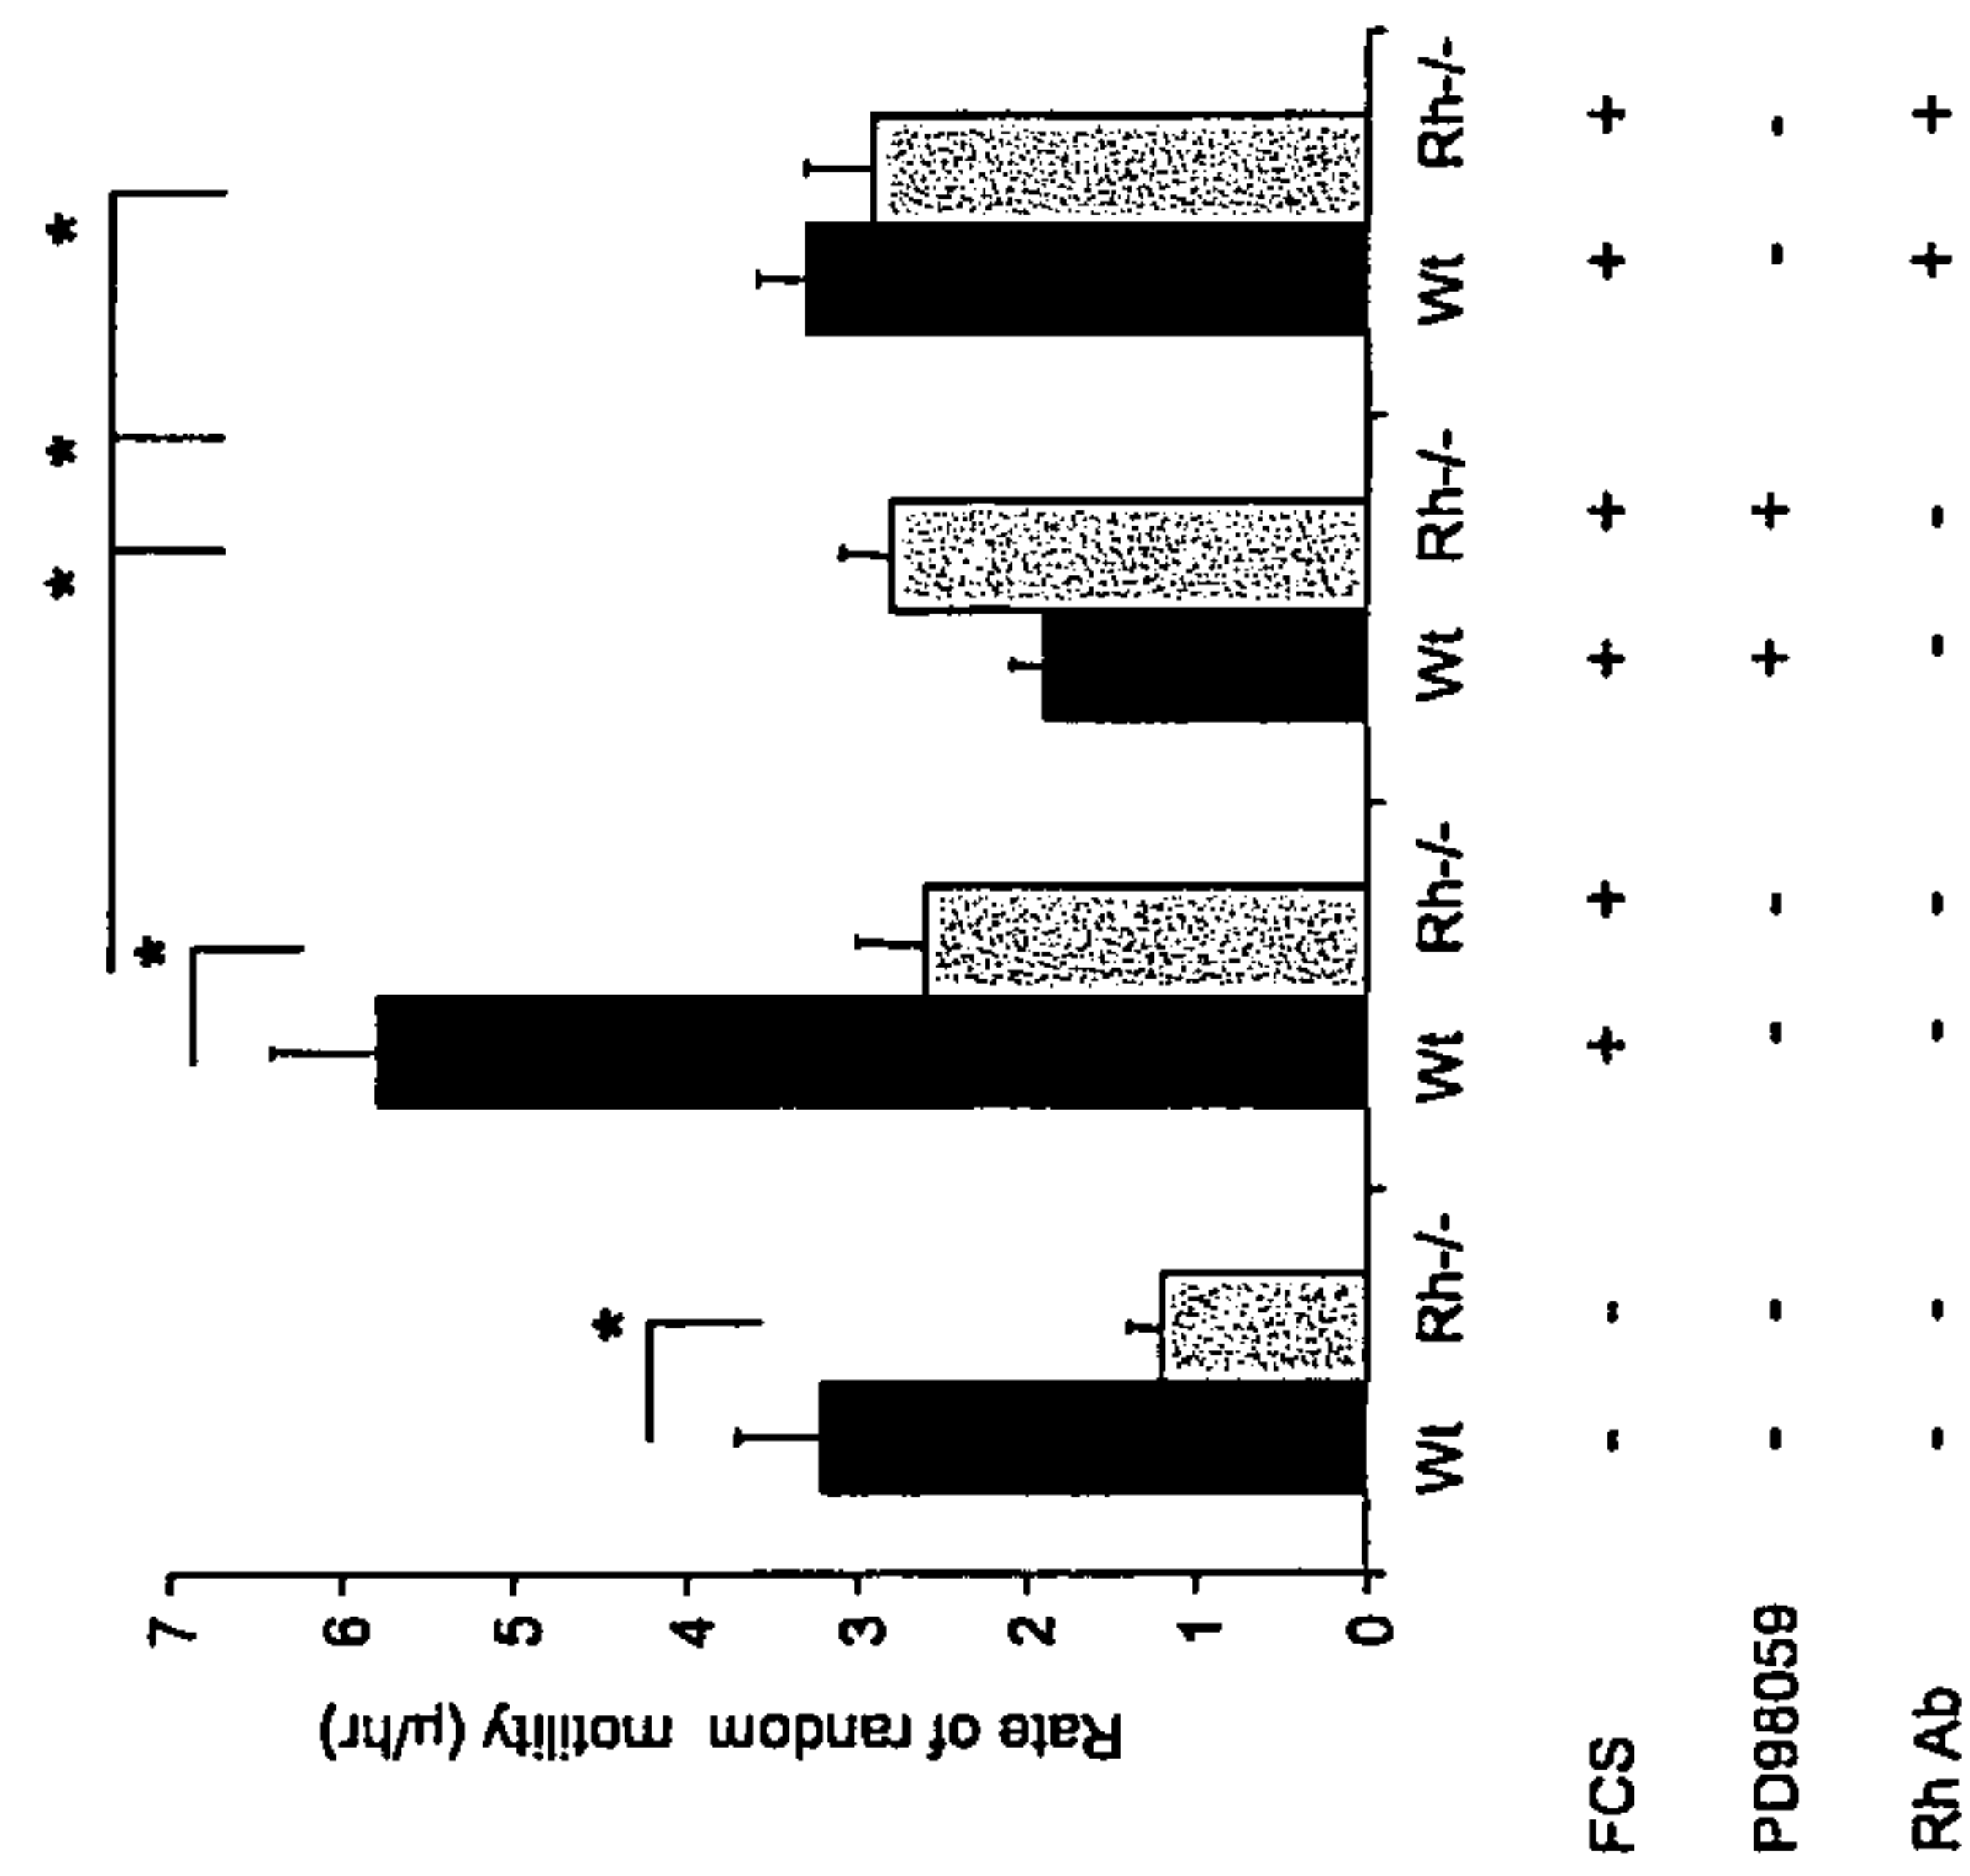 Rate of random motility (µ/hr)
7
6
5
4
3
2
1
0
*
*
* * *
Wt Rh-/- Wt Rh-/- Wt Rh-/- Wt Rh-/-
FCS - - + + + + + +
PD98059 - - - - + + - -
Rh Ab - - - - - - + +